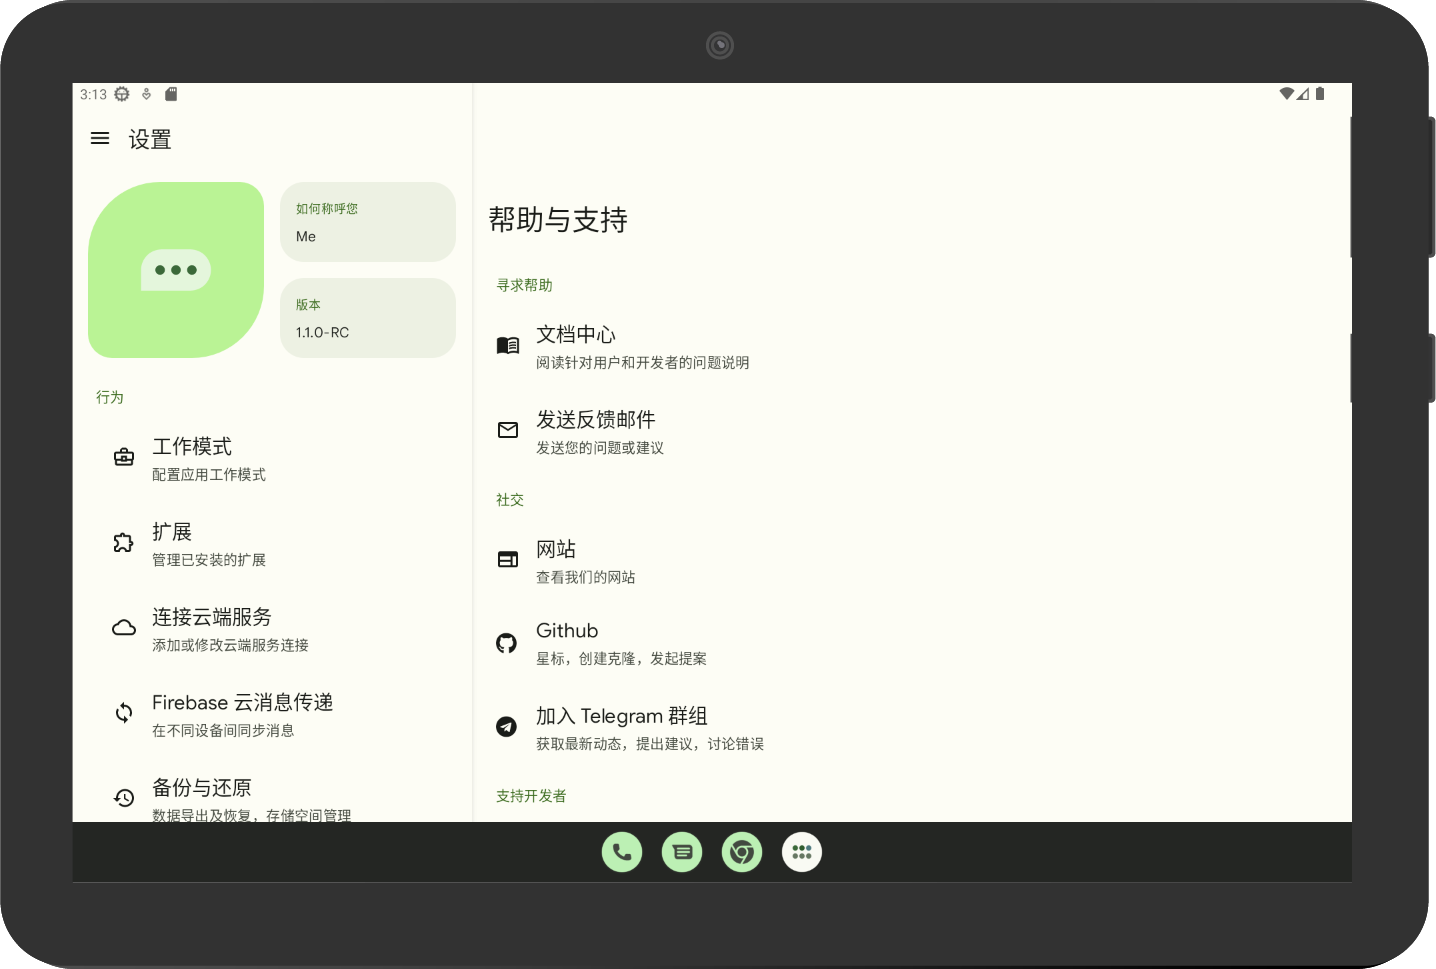 3:13
设置
如何称呼您
Me
版本
1.1.0-RC
行为
工作模式
配置应用工作模式
扩展
管理已安装的扩展
连接云端服务
添加或修改云端服务连接
Firebase 云消息传递
在不同设备间同步消息
备份与还原
数据导出及恢复，存储空间管理
帮助与支持
寻求帮助
文档中心
阅读针对用户和开发者的问题说明
发送反馈邮件
发送您的问题或建议
社交
网站
查看我们的网站
Github
星标，创建克隆，发起提案
加入 Telegram 群组
获取最新动态，提出建议，讨论错误
支持开发者